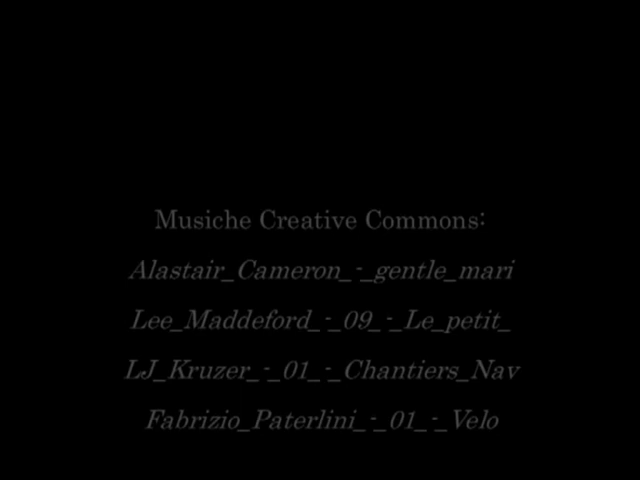 Musiche Creative Commons:
Alastair_Cameron_-_gentle_mari
Lee_Maddeford_-_09_-_Le_petit_
LJ_Kruzer_-_01_-_Chantiers_Nav
Fabrizio_Paterlini_-_01_-_Velo